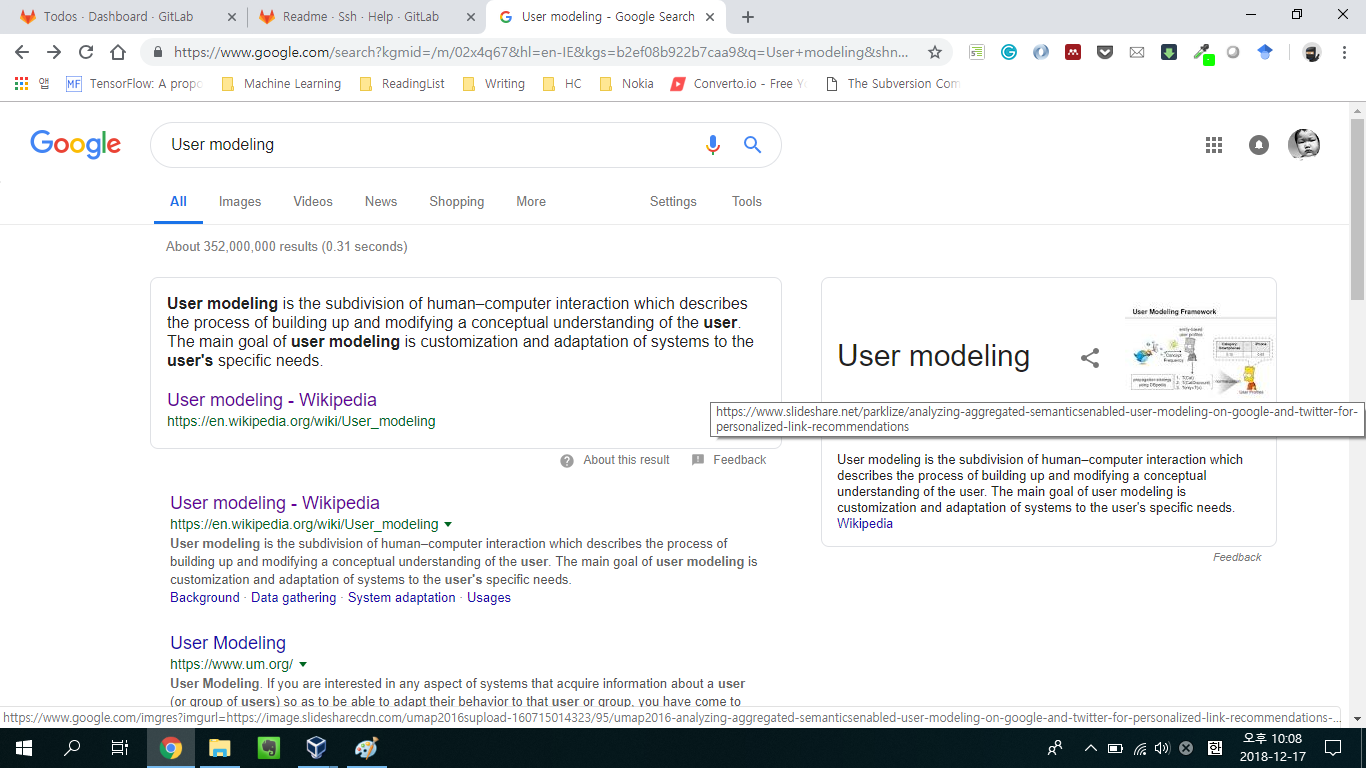 Todos · Dashboard · GitLab
Readme · Ssh · Help · GitLab
User modeling - Google Search
https://www.google.com/search?kgmid=/m/02x4q67&hl=en-IE&kgs=b2ef08b922b7caa9&q=User+modeling&shn...
앱
MF TensorFlow: A propo
Machine Learning
ReadingList
Writing
HC
Nokia
Converto.io - Free Yo
The Subversion Com
Google
User modeling
All
Images
Videos
News
Shopping
More
Settings
Tools
About 352,000,000 results (0.31 seconds)
User modeling is the subdivision of human–computer interaction which describes
the process of building up and modifying a conceptual understanding of the user.
The main goal of user modeling is customization and adaptation of systems to the
user's specific needs.
User modeling - Wikipedia
https://en.wikipedia.org/wiki/User_modeling
About this result
Feedback
User modeling - Wikipedia
https://en.wikipedia.org/wiki/User_modeling
User modeling is the subdivision of human–computer interaction which describes the process of
building up and modifying a conceptual understanding of the user. The main goal of user modeling is
customization and adaptation of systems to the user's specific needs.
Background · Data gathering · System adaptation · Usages
User Modeling
https://www.um.org/
User Modeling. If you are interested in any aspect of systems that acquire information about a user
(or group of users) so as to be able to adapt their behavior to that user or group, you have come to
User modeling
User Modeling Framework
https://www.slideshare.net/parklize/analyzing-aggregated-semanticsenabled-user-modeling-on-google-and-twitter-for-
personalized-link-recommendations
User modeling is the subdivision of human–computer interaction which
describes the process of building up and modifying a conceptual
understanding of the user. The main goal of user modeling is
customization and adaptation of systems to the user's specific needs.
Wikipedia
Feedback
https://www.google.com/imgres?imgurl=https://image.slidesharecdn.com/umap2016supload-160715014323/95/umap2016-analyzing-aggregated-semanticsenabled-user-modeling-on-google-and-twitter-for-personalized-link-recommendations-...
한
오후 10:08
2018-12-17